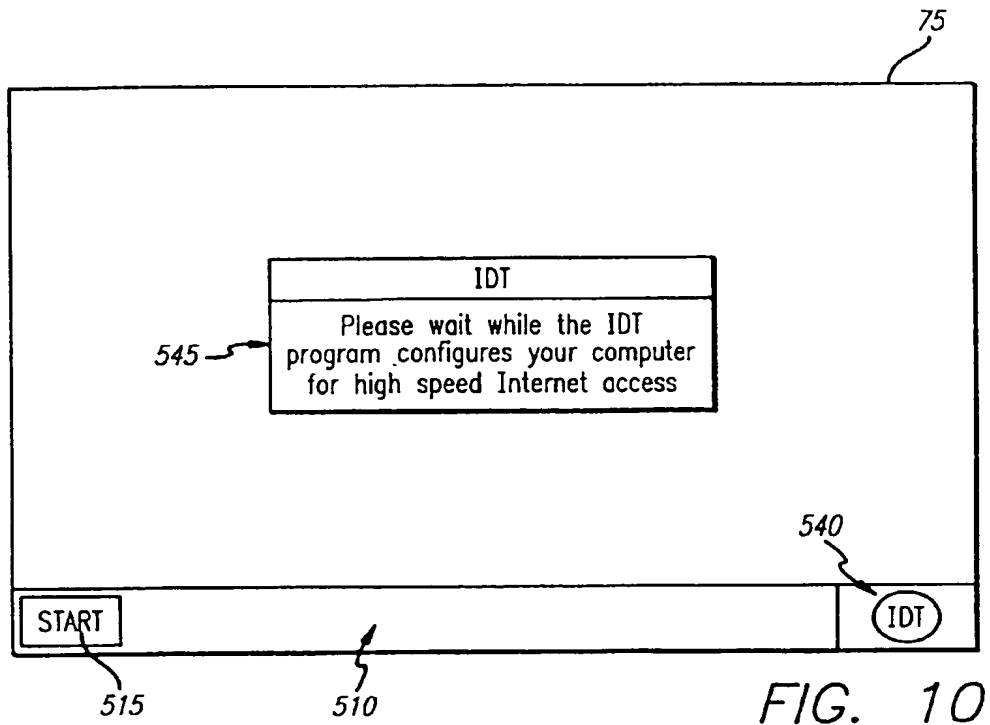 75
IDT
Please wait while the IDT
program configures your computer
for high speed Internet access
545
540
START
IDT
515
510
FIG. 10